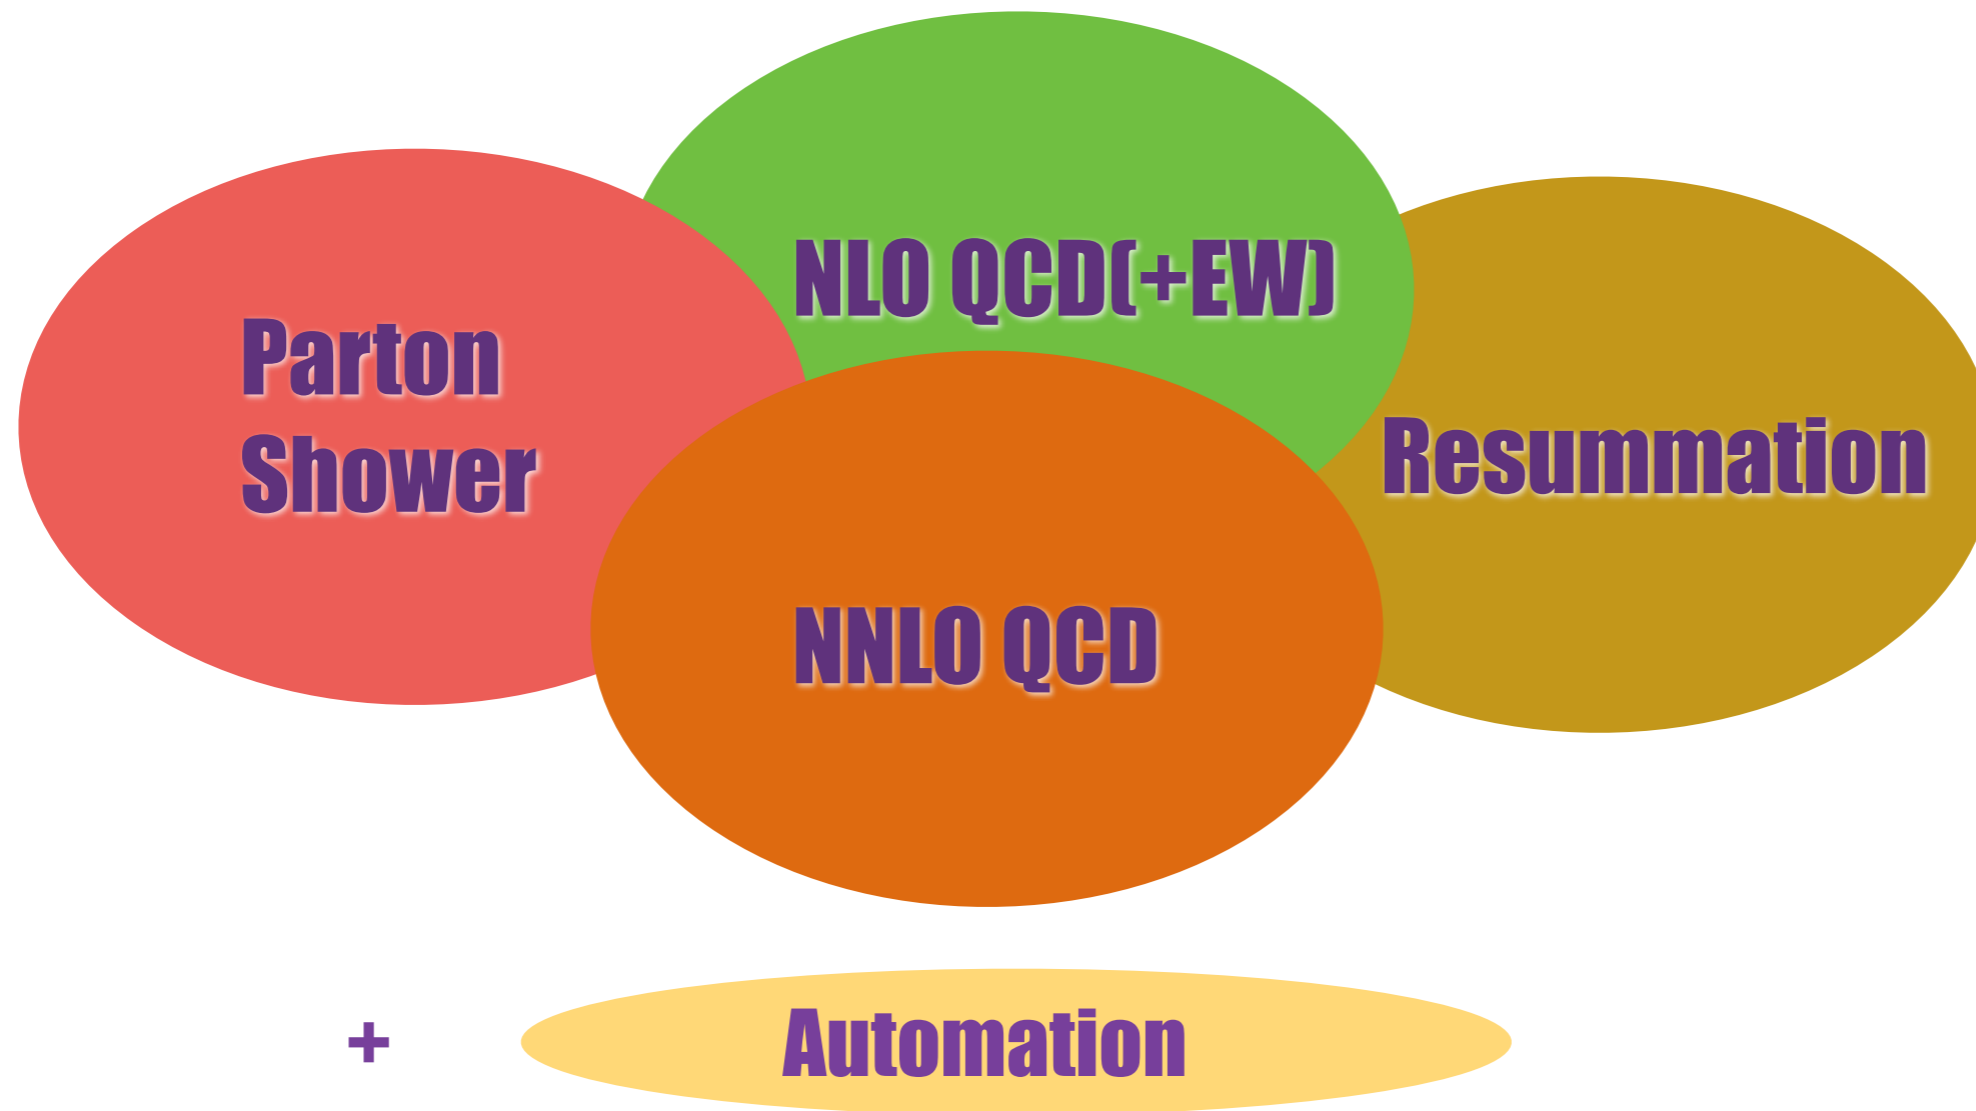 NLO QCD(+EW)
Parton
Shower
Resummation
NNLO QCD
+ Automation